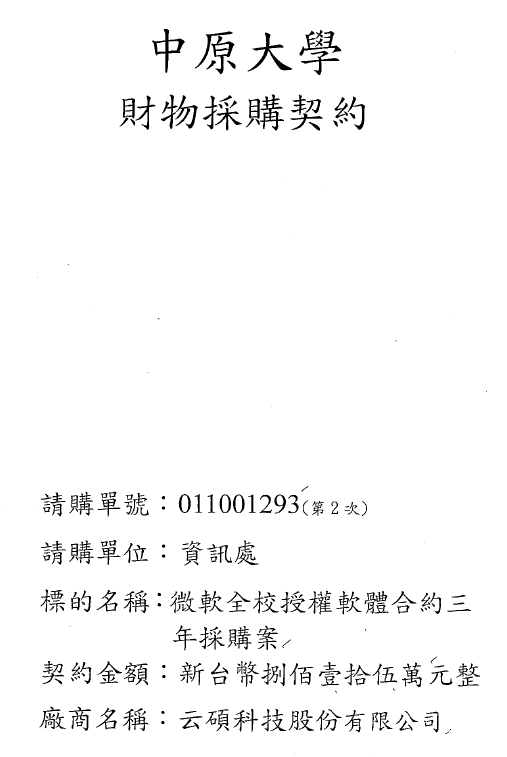 中原大學
財物採購契約
請購單號：011001293(第2次)
請購單位：資訊處
標的名稱：微軟全校授權軟體合約三
年採購案
契約金額：新台幣捌佰壹拾伍萬元整
廠商名稱：云碩科技股份有限公司